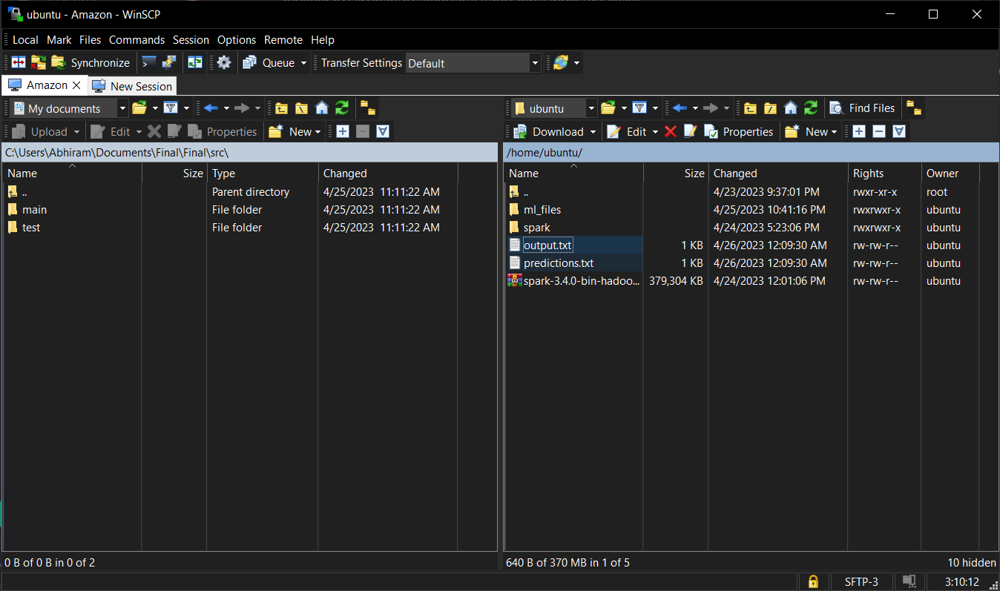 ubuntu - Amazon - WinSCP
Local Mark Files Commands Session Options Remote Help
Synchronize Queue Transfer Settings Default
Amazon New Session
My documents
Upload Edit Properties New
C:\Users\Abhiram\Documents\Final\Final\src\
Name Size Type Changed
.. Parent directory 4/25/2023 11:11:22 AM
main File folder 4/25/2023 11:11:22 AM
test File folder 4/25/2023 11:11:22 AM
0 B of 0 B in 0 of 2
ubuntu Find Files
Download Edit Properties New
/home/ubuntu/
Name Size Changed Rights Owner
.. 4/23/2023 9:37:01 PM rwxr-xr-x root
ml_files 4/25/2023 10:41:16 PM rwxrwxr-x ubuntu
spark 4/24/2023 5:23:06 PM rwxrwxr-x ubuntu
output.txt 1 KB 4/26/2023 12:09:30 AM rw-rw-r-- ubuntu
predictions.txt 1 KB 4/26/2023 12:09:30 AM rw-rw-r-- ubuntu
spark-3.4.0-bin-hadoo... 379,304 KB 4/24/2023 12:01:06 PM rw-rw-r-- ubuntu
640 B of 370 MB in 1 of 5 10 hidden
SFTP-3 3:10:12